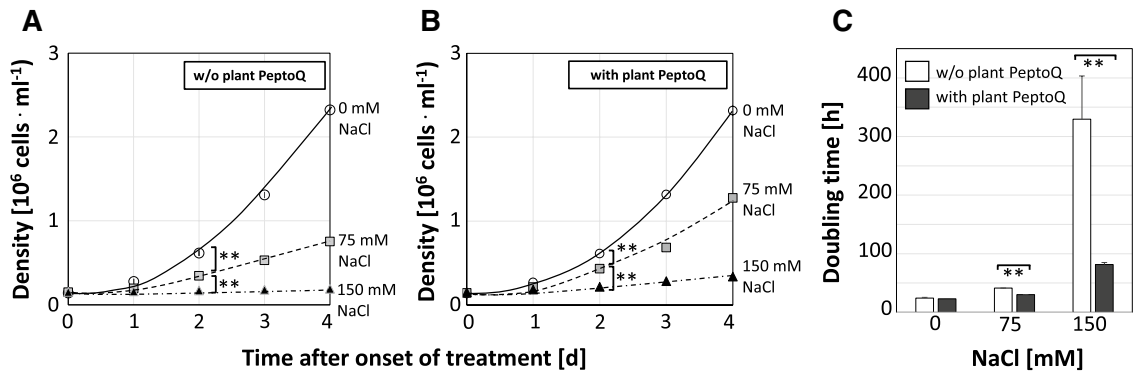 A
Density [10⁶ cells · ml⁻¹]
3
2
1
0
w/o plant PeptoQ
0 mM
NaCl
75 mM
NaCl
150 mM
NaCl
**
**
0 1 2 3 4
B
Density [10⁶ cells · ml⁻¹]
3
2
1
0
with plant PeptoQ
0 mM
NaCl
75 mM
NaCl
150 mM
NaCl
**
**
0 1 2 3 4
Time after onset of treatment [d]
C
Doubling time [h]
400
300
200
100
0
w/o plant PeptoQ
with plant PeptoQ
**
**
0 75 150
NaCl [mM]